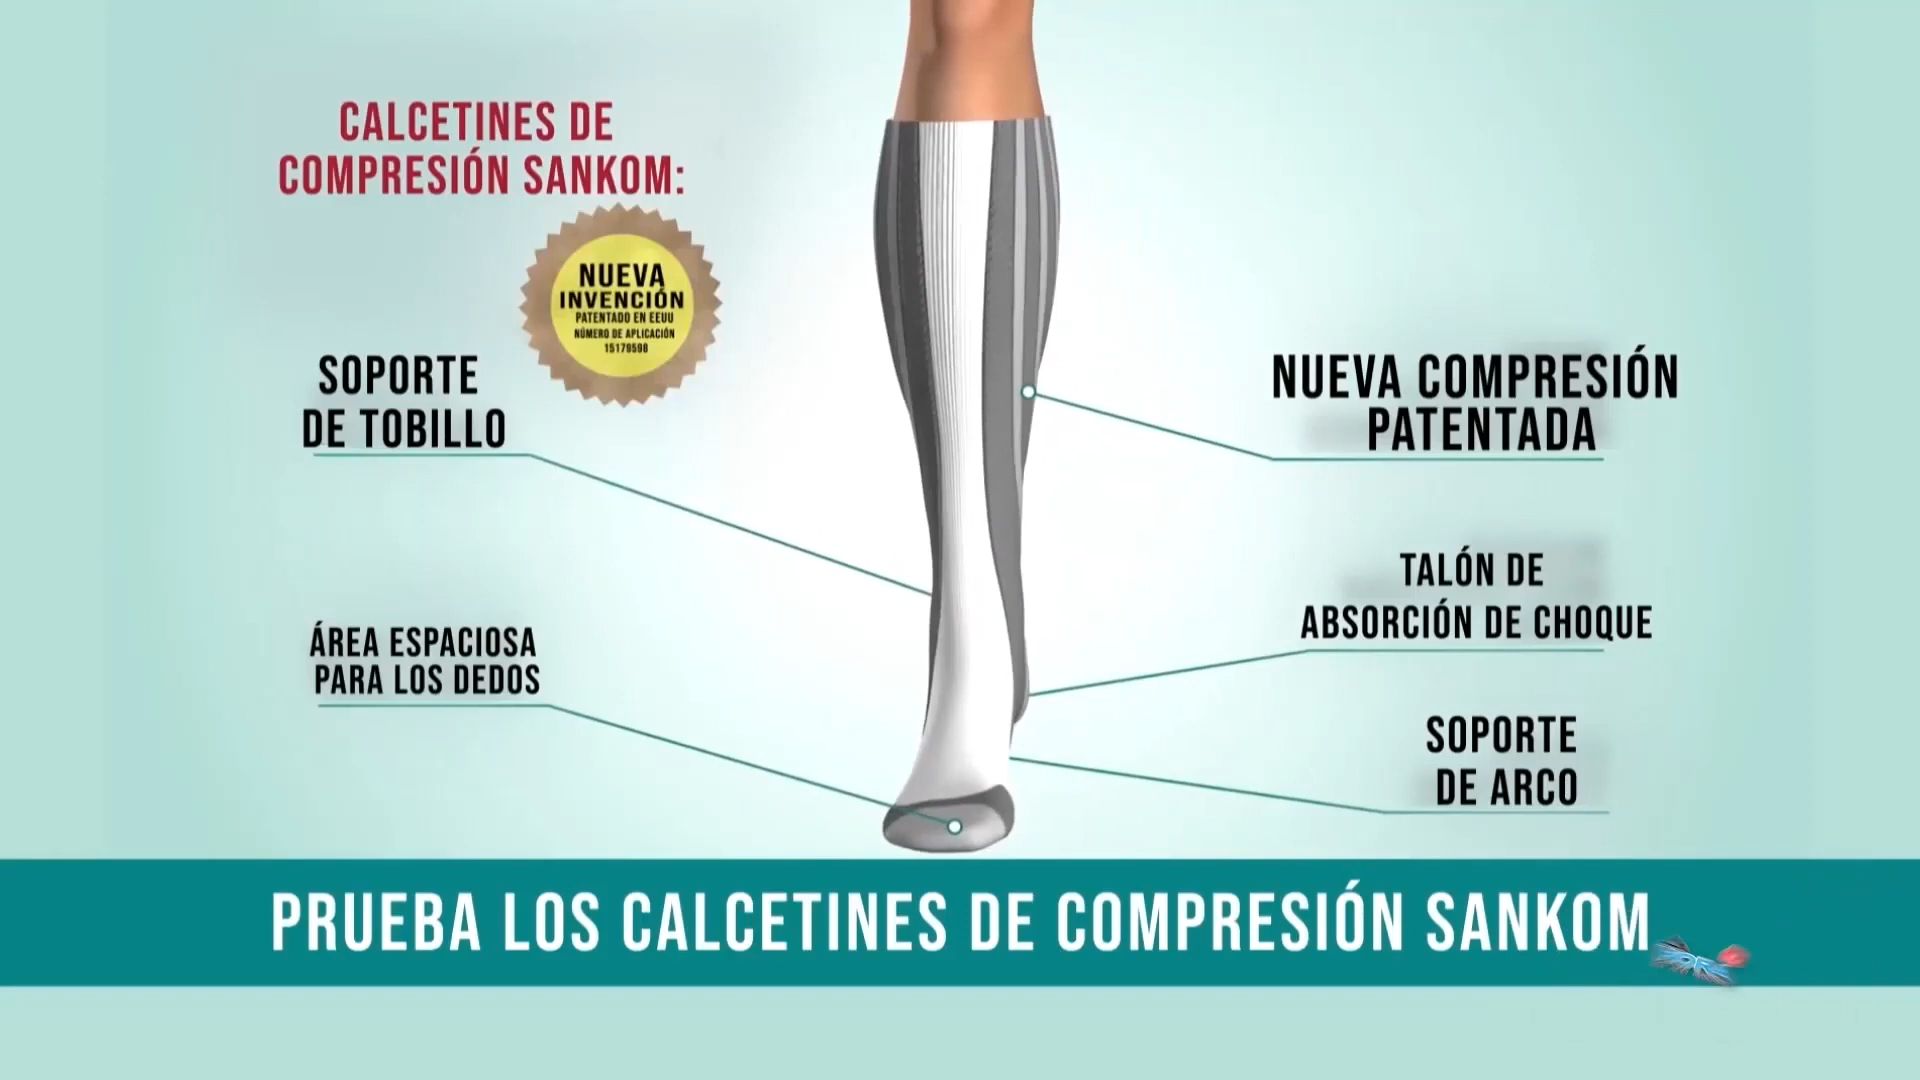 CALCETINES DE
COMPRESIÓN SANKOM:
NUEVA
INVENCIÓN
PATENTADO EN EEUU
NÚMERO DE APLICACIÓN
15179598
SOPORTE
DE TOBILLO
NUEVA COMPRESIÓN
PATENTADA
TALÓN DE
ABSORCIÓN DE CHOQUE
ÁREA ESPACIOSA
PARA LOS DEDOS
SOPORTE
DE ARCO
PRUEBA LOS CALCETINES DE COMPRESIÓN SANKOM